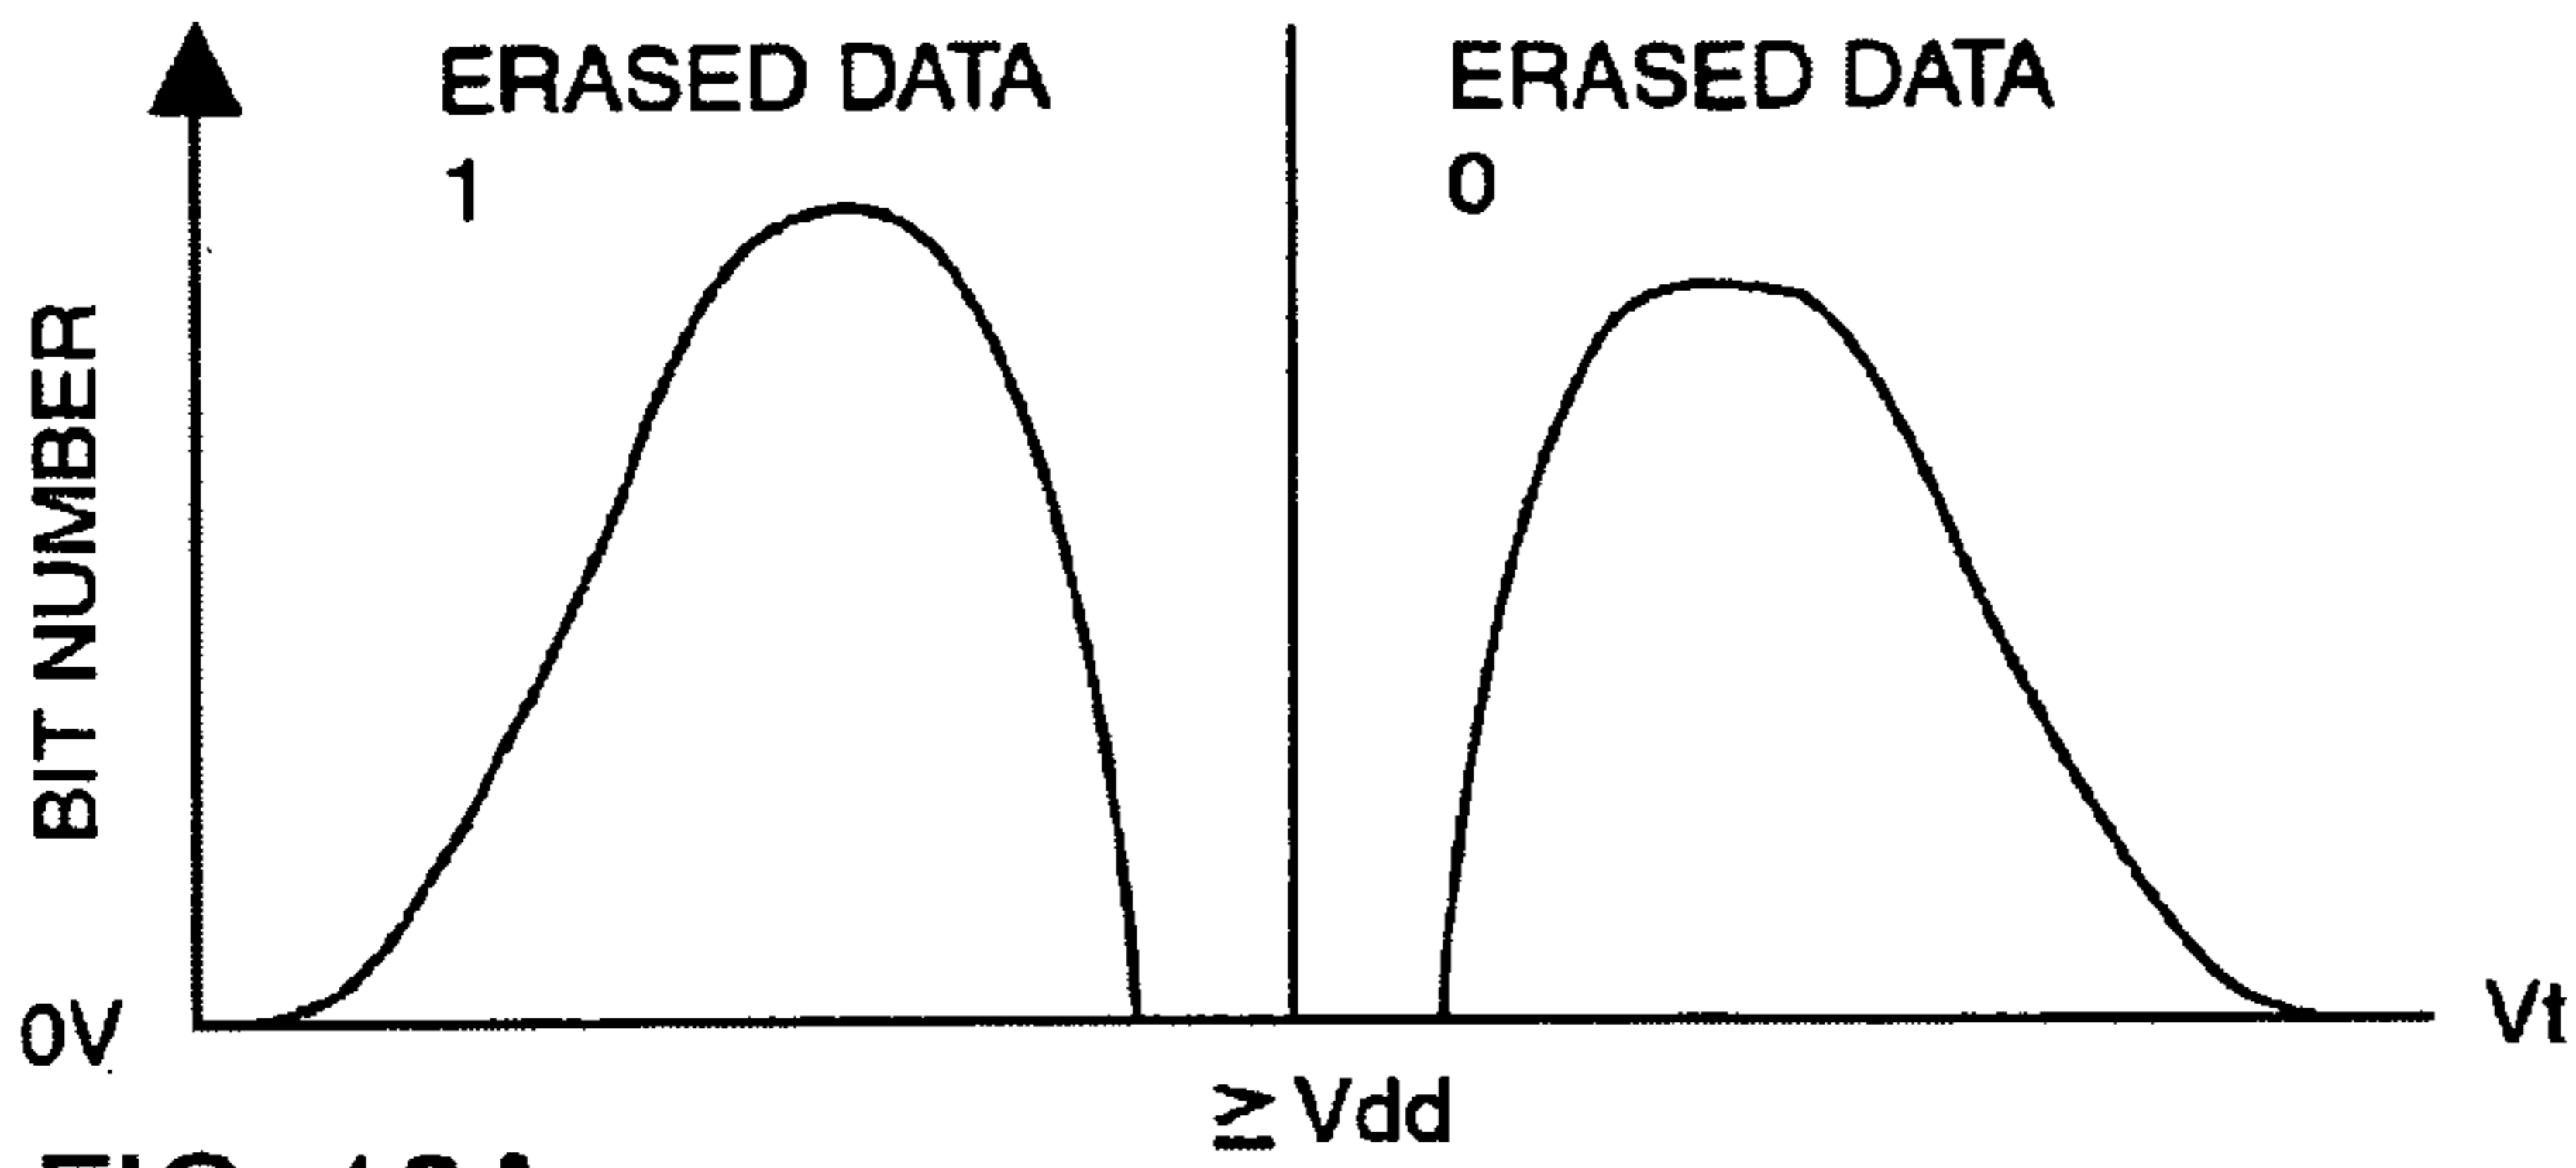 ERASED DATA
1
ERASED DATA
0
BIT NUMBER
0V
Vt
≥ Vdd